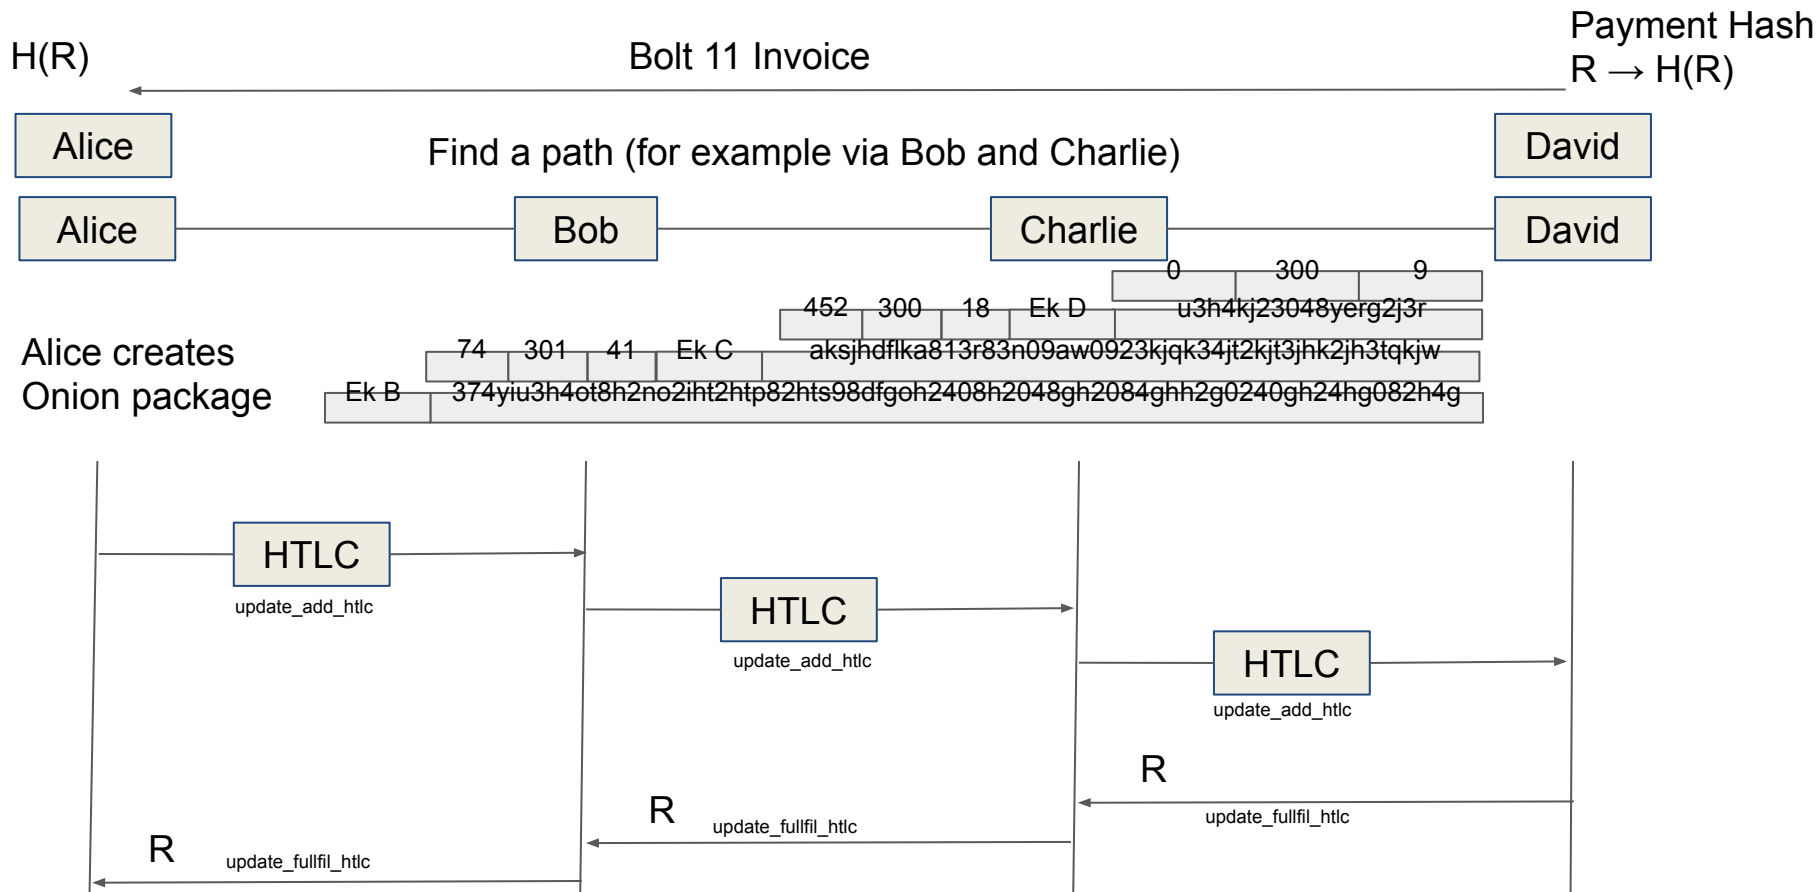 Payment Hash
H(R) Bolt 11 Invoice R → H(R)
Alice Find a path (for example via Bob and Charlie) David
Alice Bob Charlie David
0 300 9
452 300 18 Ek D u3h4kj23048yerg2j3r
Alice creates 74 301 41 Ek C aksjhdflka813r83n09aw0923kjqk34jt2kjt3jhk2jh3tqkjw
Onion package Ek B 374yiu3h4ot8h2no2iht2htp82hts98dfgoh2408h2048gh2084ghh2g0240gh24hg082h4g
HTLC
update_add_htlc
HTLC
update_add_htlc
HTLC
update_add_htlc
R
update_fullfil_htlc
R update_fullfil_htlc
R update_fullfil_htlc